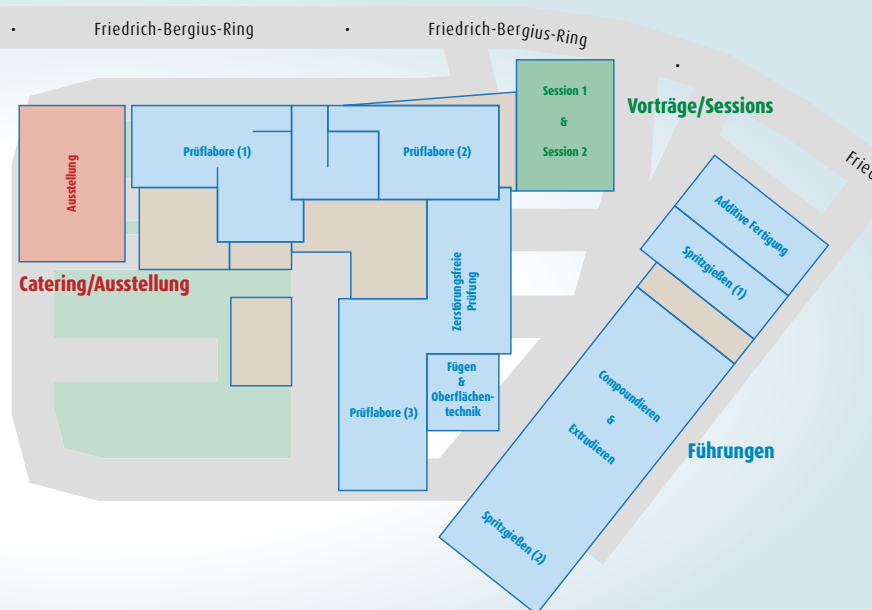 Friedrich-Bergius-Ring
Friedrich-Bergius-Ring
Session 1
&
Session 2
Vorträge/Sessions
Ausstellung
Prüflabore (1)
Prüflabore (2)
Additive Fertigung
Spritzgießen (1)
Catering/Ausstellung
Zerstörungsfreie
Prüfung
Fügen
&
Oberflächen-
technik
Prüflabore (3)
Compoundieren
&
Extrudieren
Führungen
Spritzgießen (2)